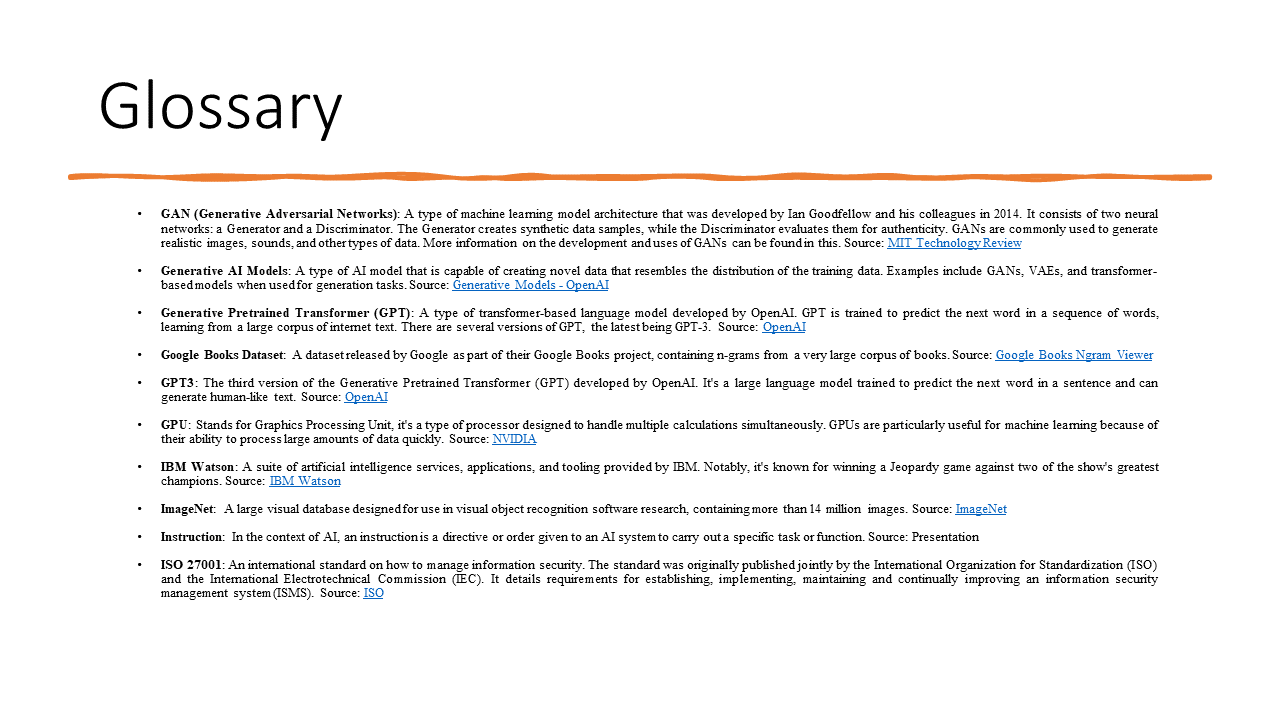 Glossary
• GAN (Generative Adversarial Networks): A type of machine learning model architecture that was developed by Ian Goodfellow and his colleagues in 2014. It consists of two neural
networks: a Generator and a Discriminator. The Generator creates synthetic data samples, while the Discriminator evaluates them for authenticity. GANs are commonly used to generate
realistic images, sounds, and other types of data. More information on the development and uses of GANs can be found in this. Source: MIT Technology Review
• Generative AI Models: A type of AI model that is capable of creating novel data that resembles the distribution of the training data. Examples include GANs, VAEs, and transformer-
based models when used for generation tasks. Source: Generative Models - OpenAI
• Generative Pretrained Transformer (GPT): A type of transformer-based language model developed by OpenAI. GPT is trained to predict the next word in a sequence of words,
learning from a large corpus of internet text. There are several versions of GPT, the latest being GPT-3. Source: OpenAI
• Google Books Dataset: A dataset released by Google as part of their Google Books project, containing n-grams from a very large corpus of books. Source: Google Books Ngram Viewer
• GPT3: The third version of the Generative Pretrained Transformer (GPT) developed by OpenAI. It's a large language model trained to predict the next word in a sentence and can
generate human-like text. Source: OpenAI
• GPU: Stands for Graphics Processing Unit, it's a type of processor designed to handle multiple calculations simultaneously. GPUs are particularly useful for machine learning because of
their ability to process large amounts of data quickly. Source: NVIDIA
• IBM Watson: A suite of artificial intelligence services, applications, and tooling provided by IBM. Notably, it's known for winning a Jeopardy game against two of the show's greatest
champions. Source: IBM Watson
• ImageNet: A large visual database designed for use in visual object recognition software research, containing more than 14 million images. Source: ImageNet
• Instruction: In the context of AI, an instruction is a directive or order given to an AI system to carry out a specific task or function. Source: Presentation
• ISO 27001: An international standard on how to manage information security. The standard was originally published jointly by the International Organization for Standardization (ISO)
and the International Electrotechnical Commission (IEC). It details requirements for establishing, implementing, maintaining and continually improving an information security
management system (ISMS). Source: ISO